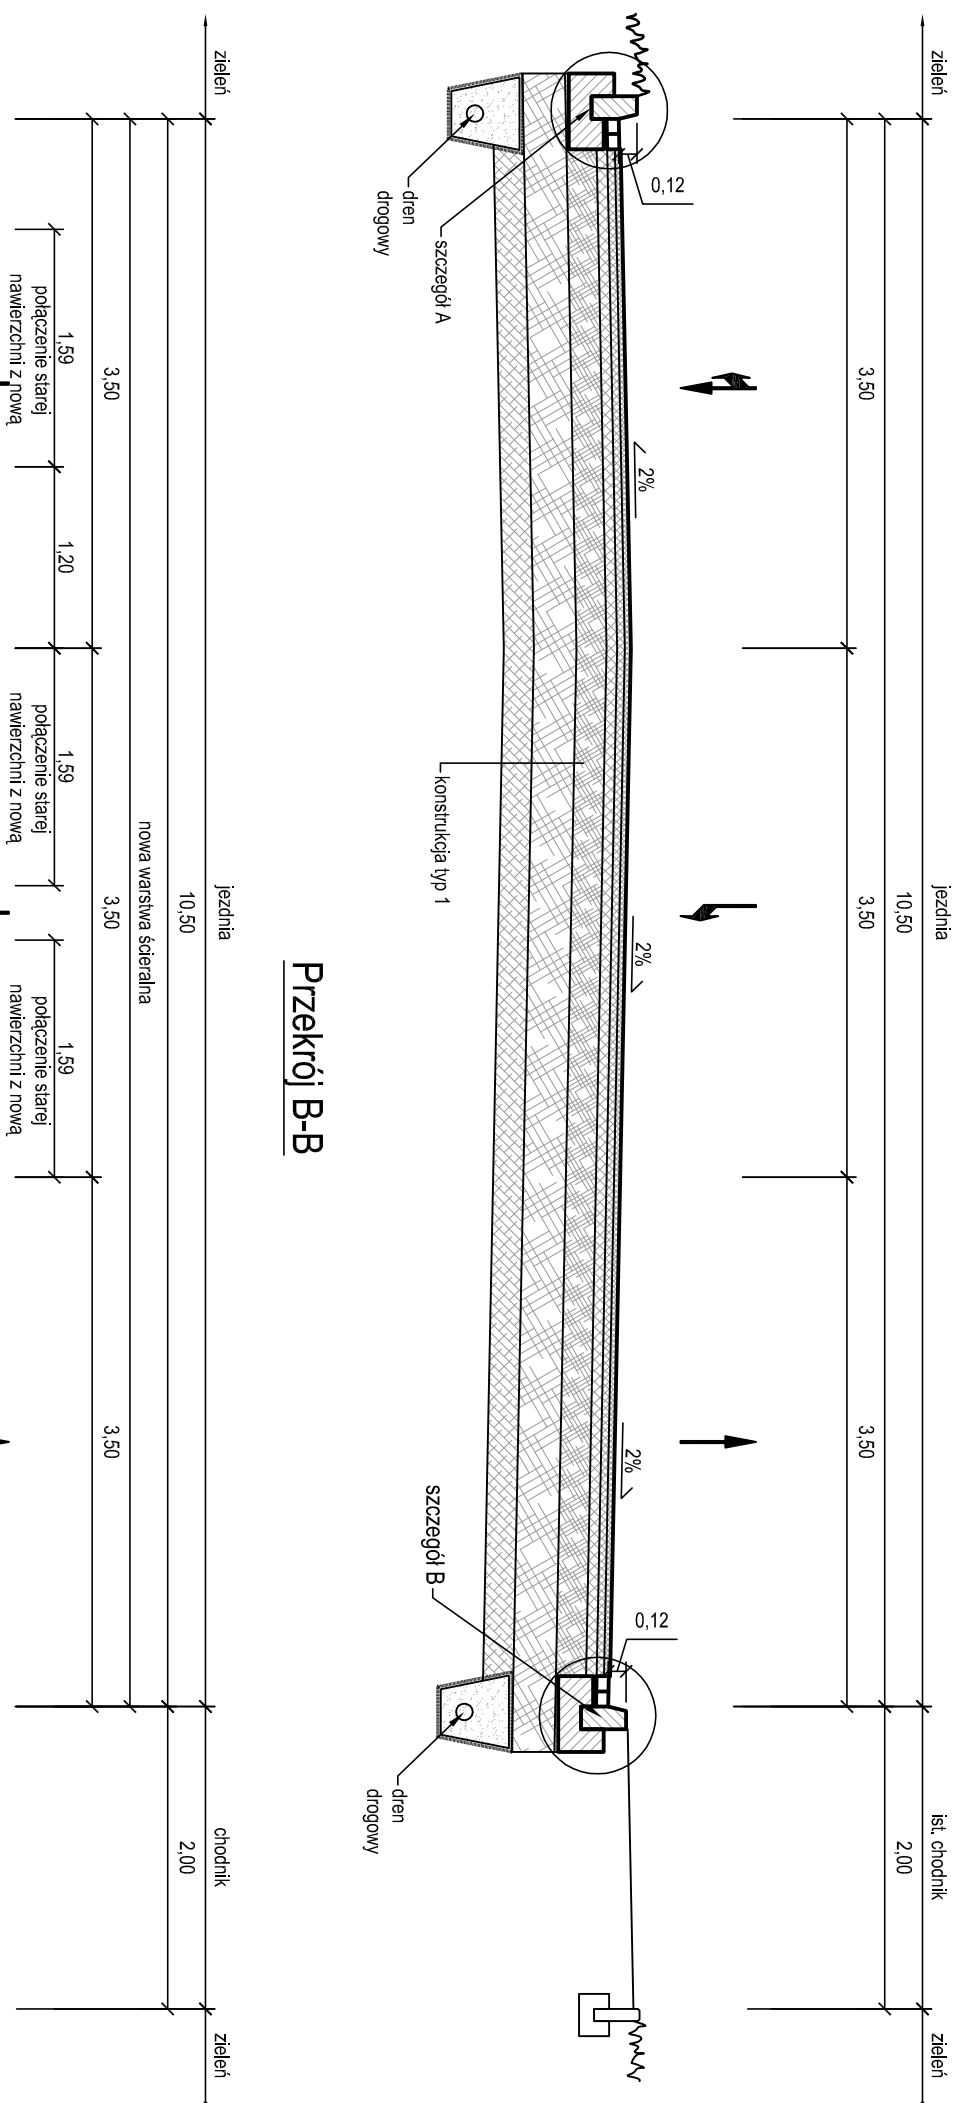 zieleń
jezdnia
ist. chodnik
zieleń
10,50
2,00
3,50
3,50
3,50
0,12
2%
2%
2%
0,12
szczegół A
dren
drogowy
konstrukcja typ 1
szczegół B
dren
drogowy
Przekrój B-B
zieleń
jezdnia
chodnik
zieleń
10,50
2,00
nowa warstwa ścieralna
3,50
3,50
3,50
1,59
1,20
1,59
1,59
połączenie starej
nawierzchni z nową
połączenie starej
nawierzchni z nową
połączenie starej
nawierzchni z nową